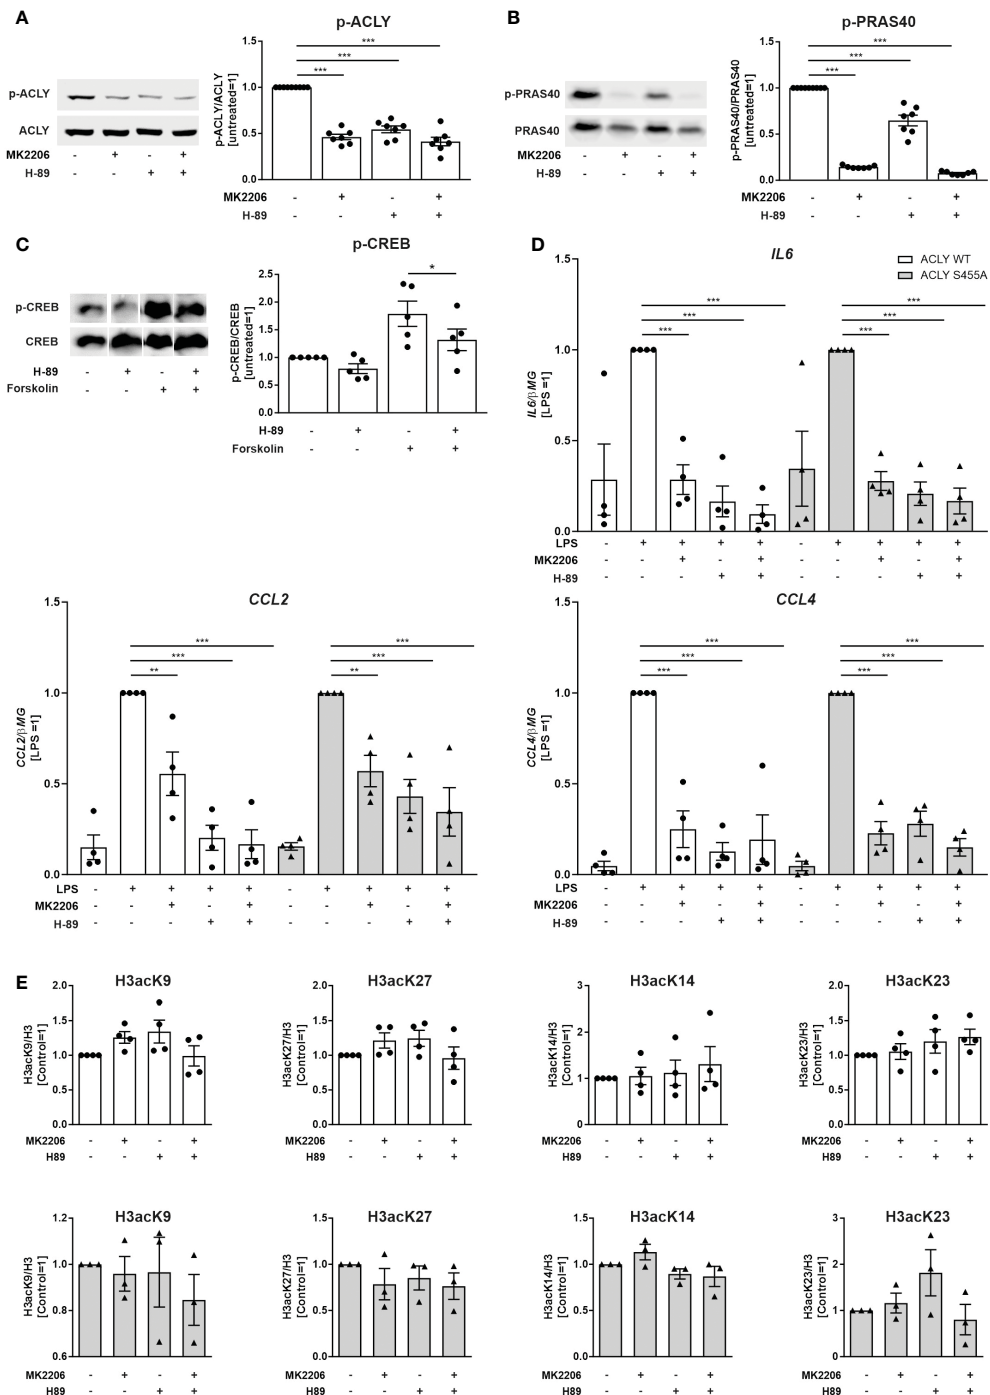 A
p-ACLY
p-ACLY
ACLY
MK2206 - + - +
H-89 - - + +
p-ACLY/ACLY
[untreated=1]
1.5
1.0
0.5
0.0
***
***
***
MK2206 - + - +
H-89 - - + +
B
p-PRAS40
p-PRAS40
PRAS40
MK2206 - + - +
H-89 - - + +
p-PRAS40/PRAS40
[untreated=1]
1.5
1.0
0.5
0.0
***
***
***
MK2206 - + - +
H-89 - - + +
C
p-CREB
p-CREB
CREB
H-89 - + - +
Forskolin - - + +
p-CREB/CREB
[untreated=1]
2.5
2.0
1.5
1.0
0.5
0.0
*
H-89 - + - +
Forskolin - - + +
D
IL6
ACLY WT
ACLY S455A
IL6/βMG
[LPS =1]
1.5
1.0
0.5
0.0
*** ***
*** ***
*** ***
LPS - + + + + - + + + +
MK2206 - - + - + - - + - +
H-89 - - - + + - - - + +
CCL2
CCL2/βMG
[LPS =1]
1.5
1.0
0.5
0.0
*** ***
*** ***
** **
LPS - + + + + - + + + +
MK2206 - - + - + - - + - +
H-89 - - - + + - - - + +
CCL4
CCL4/βMG
[LPS =1]
1.5
1.0
0.5
0.0
*** ***
*** ***
*** ***
LPS - + + + + - + + + +
MK2206 - - + - + - - + - +
H-89 - - - + + - - - + +
E
H3acK9
H3acK9/H3
[Control=1]
2.0
1.5
1.0
0.5
0.0
MK2206 - + - +
H89 - - + +
H3acK27
H3acK27/H3
[Control=1]
2.0
1.5
1.0
0.5
0.0
MK2206 - + - +
H89 - - + +
H3acK14
H3acK14/H3
[Control=1]
3
2
1
0
MK2206 - + - +
H89 - - + +
H3acK23
H3acK23/H3
[Control=1]
2.0
1.5
1.0
0.5
0.0
MK2206 - + - +
H89 - - + +
H3acK9
H3acK9/H3
[Control=1]
1.2
1.0
0.8
0.6
MK2206 - + - +
H89 - - + +
H3acK27
H3acK27/H3
[Control=1]
1.5
1.0
0.5
0.0
MK2206 - + - +
H89 - - + +
H3acK14
H3acK14/H3
[Control=1]
1.5
1.0
0.5
0.0
MK2206 - + - +
H89 - - + +
H3acK23
H3acK23/H3
[Control=1]
3
2
1
0
MK2206 - + - +
H89 - - + +